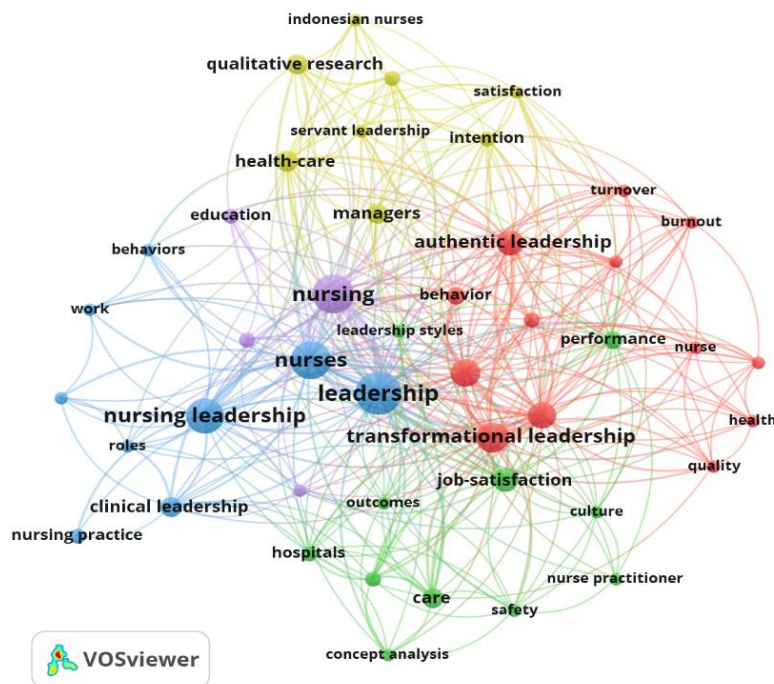 indonesian nurses
qualitative research
satisfaction
servant leadership
intention
health-care
turnover
education
managers
burnout
authentic leadership
behaviors
nursing
behavior
work
leadership styles
performance
nurses
nurse
leadership
nursing leadership
health
transformational leadership
roles
quality
job-satisfaction
outcomes
clinical leadership
culture
nursing practice
hospitals
nurse practitioner
care
safety
concept analysis
VOSviewer